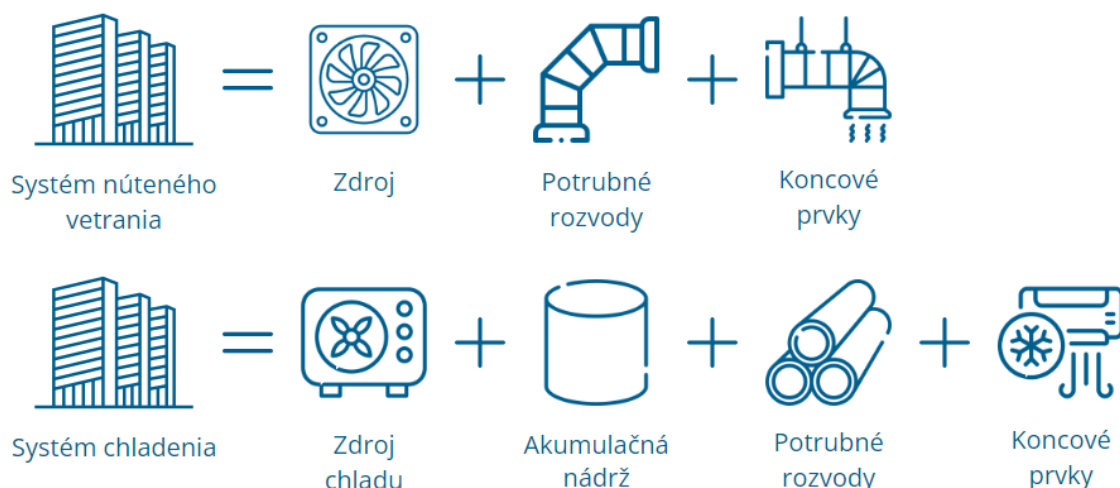 Systém núteného
vetrania
Zdroj
Potrubné
rozvody
Koncové
prvky
Systém chladenia
Zdroj
chladu
Akumulačná
nádrž
Potrubné
rozvody
Koncové
prvky